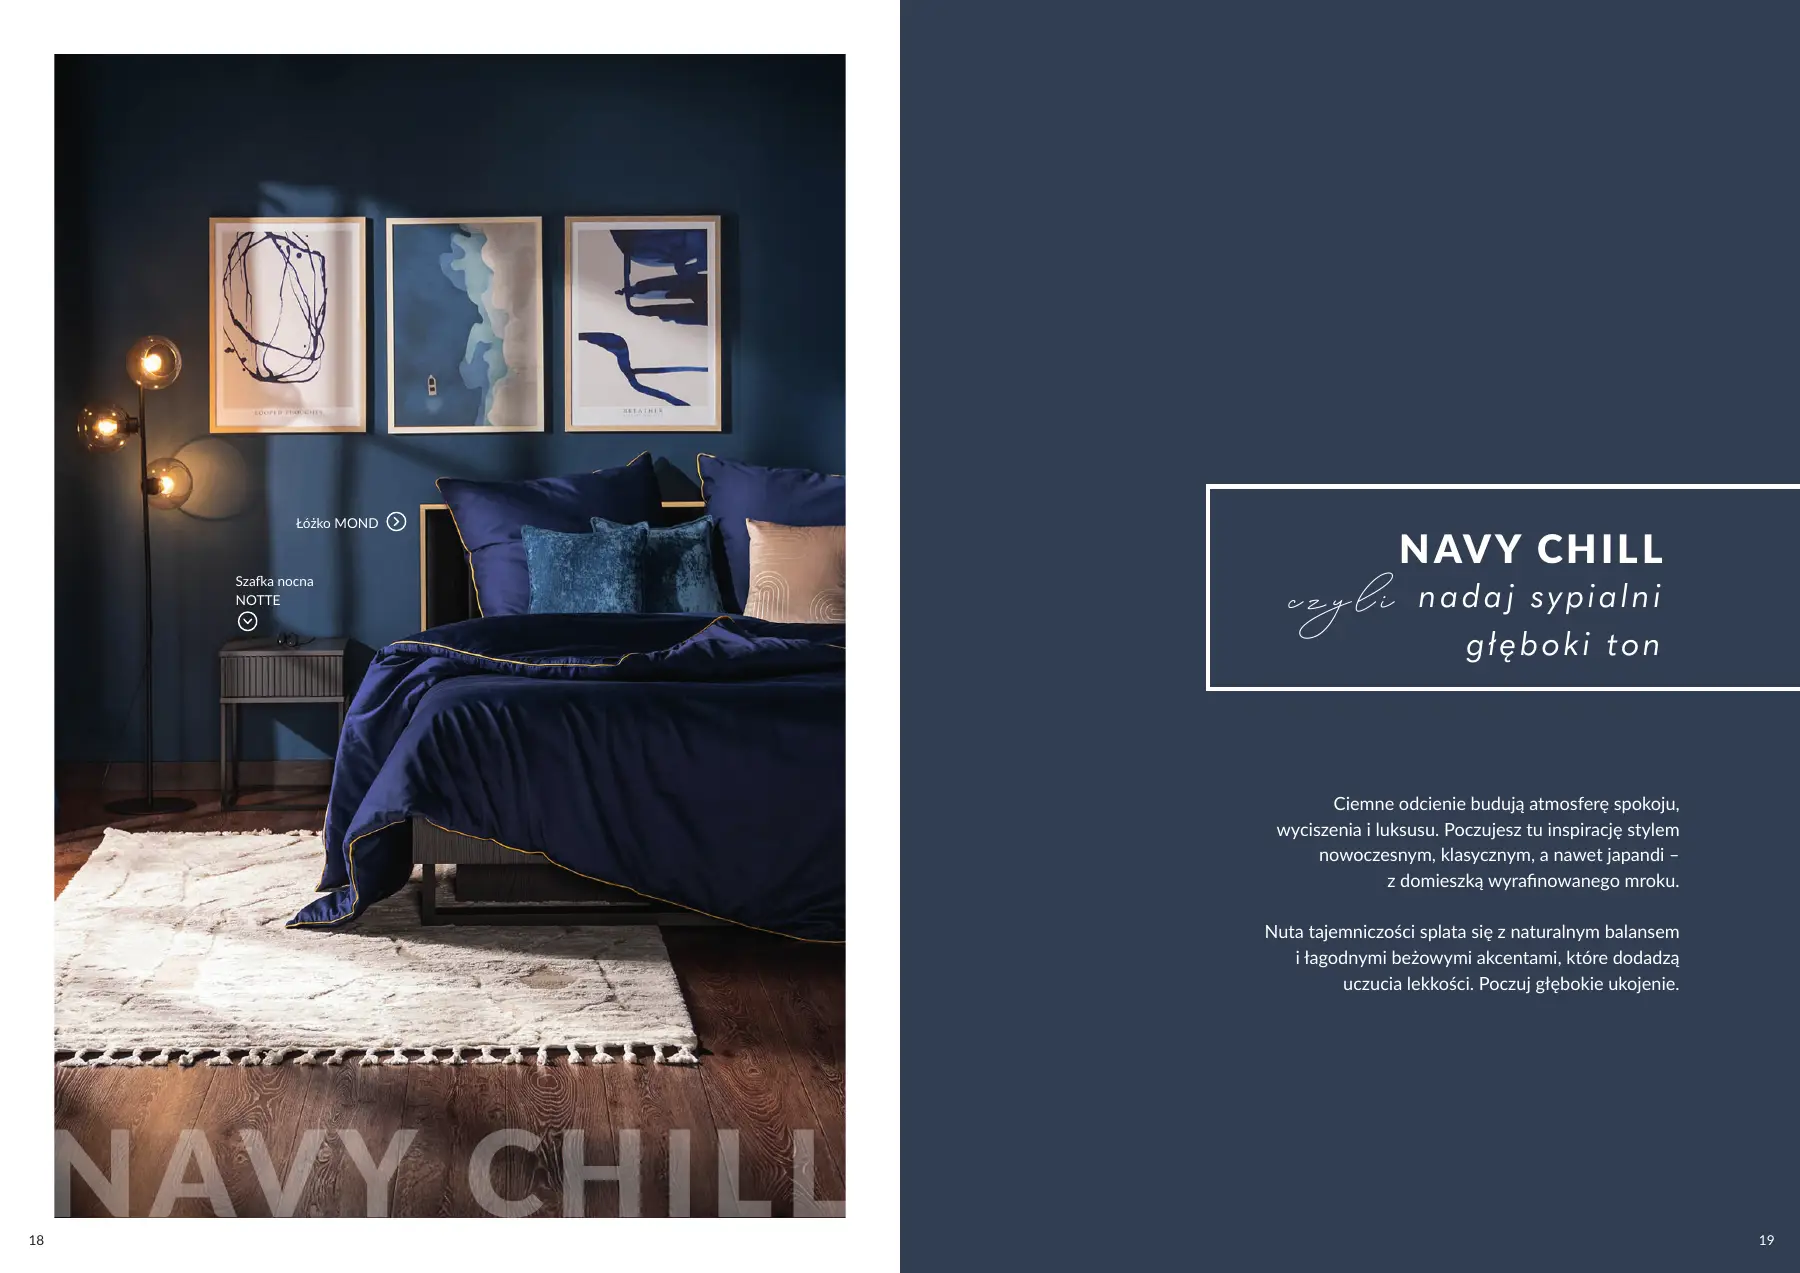 BREATHER
Łóżko MOND
Szafka nocna
NOTTE
NAVY CHILL
18
NAVY CHILL
czyli nadaj sypialni
głęboki ton
Ciemne odcienie budują atmosferę spokoju,
wyciszenia i luksusu. Poczujesz tu inspirację stylem
nowoczesnym, klasycznym, a nawet japandi –
z domieszką wyrafinowanego mroku.
Nuta tajemniczości splata się z naturalnym balansem
i łagodnymi beżowymi akcentami, które dodadzą
uczucia lekkości. Poczuj głębokie ukojenie.
19